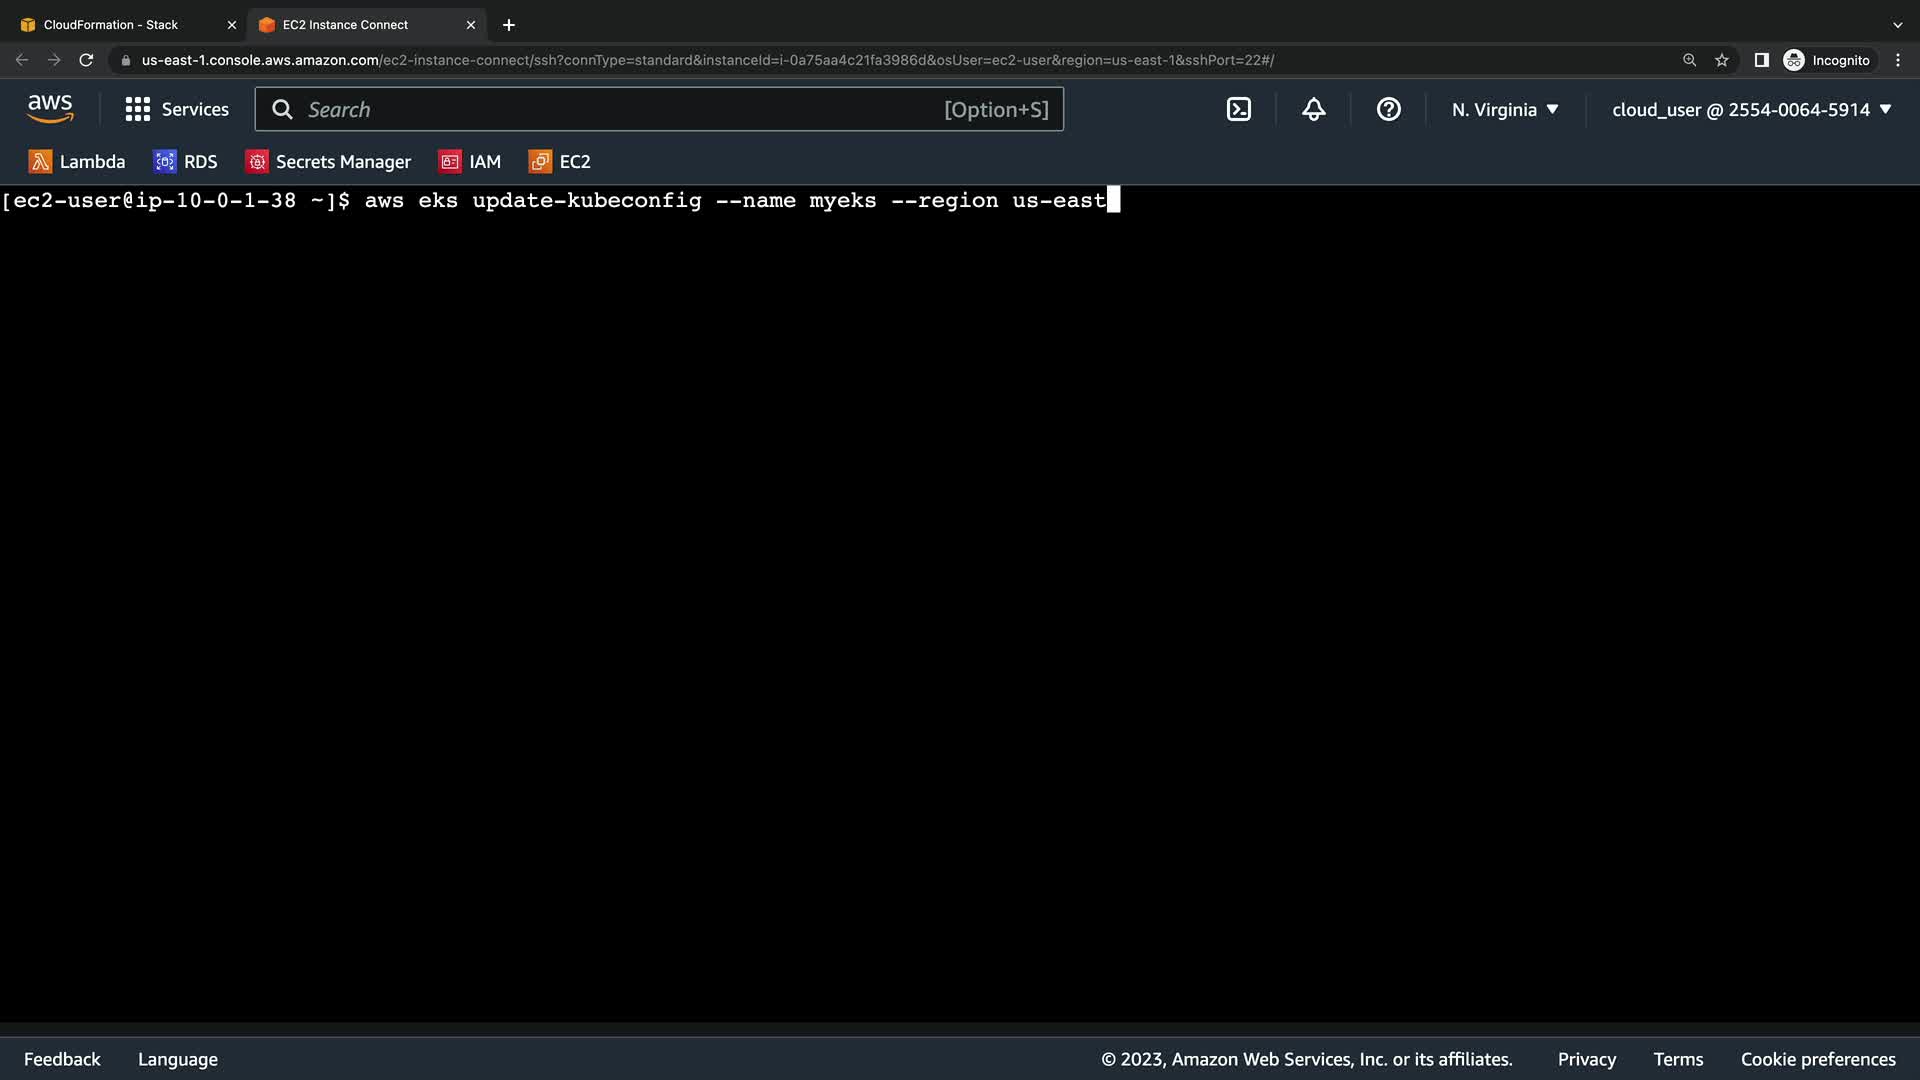 CloudFormation - Stack
EC2 Instance Connect
us-east-1.console.aws.amazon.com/ec2-instance-connect/ssh?connType=standard&instanceId=i-0a75aa4c21fa3986d&osUser=ec2-user&region=us-east-1&sshPort=22#/
Incognito
aws
Services
Search
[Option+S]
N. Virginia
cloud_user @ 2554-0064-5914
Lambda
RDS
Secrets Manager
IAM
EC2
[ec2-user@ip-10-0-1-38 ~]$ aws eks update-kubeconfig --name myeks --region us-east
Feedback
Language
© 2023, Amazon Web Services, Inc. or its affiliates.
Privacy
Terms
Cookie preferences